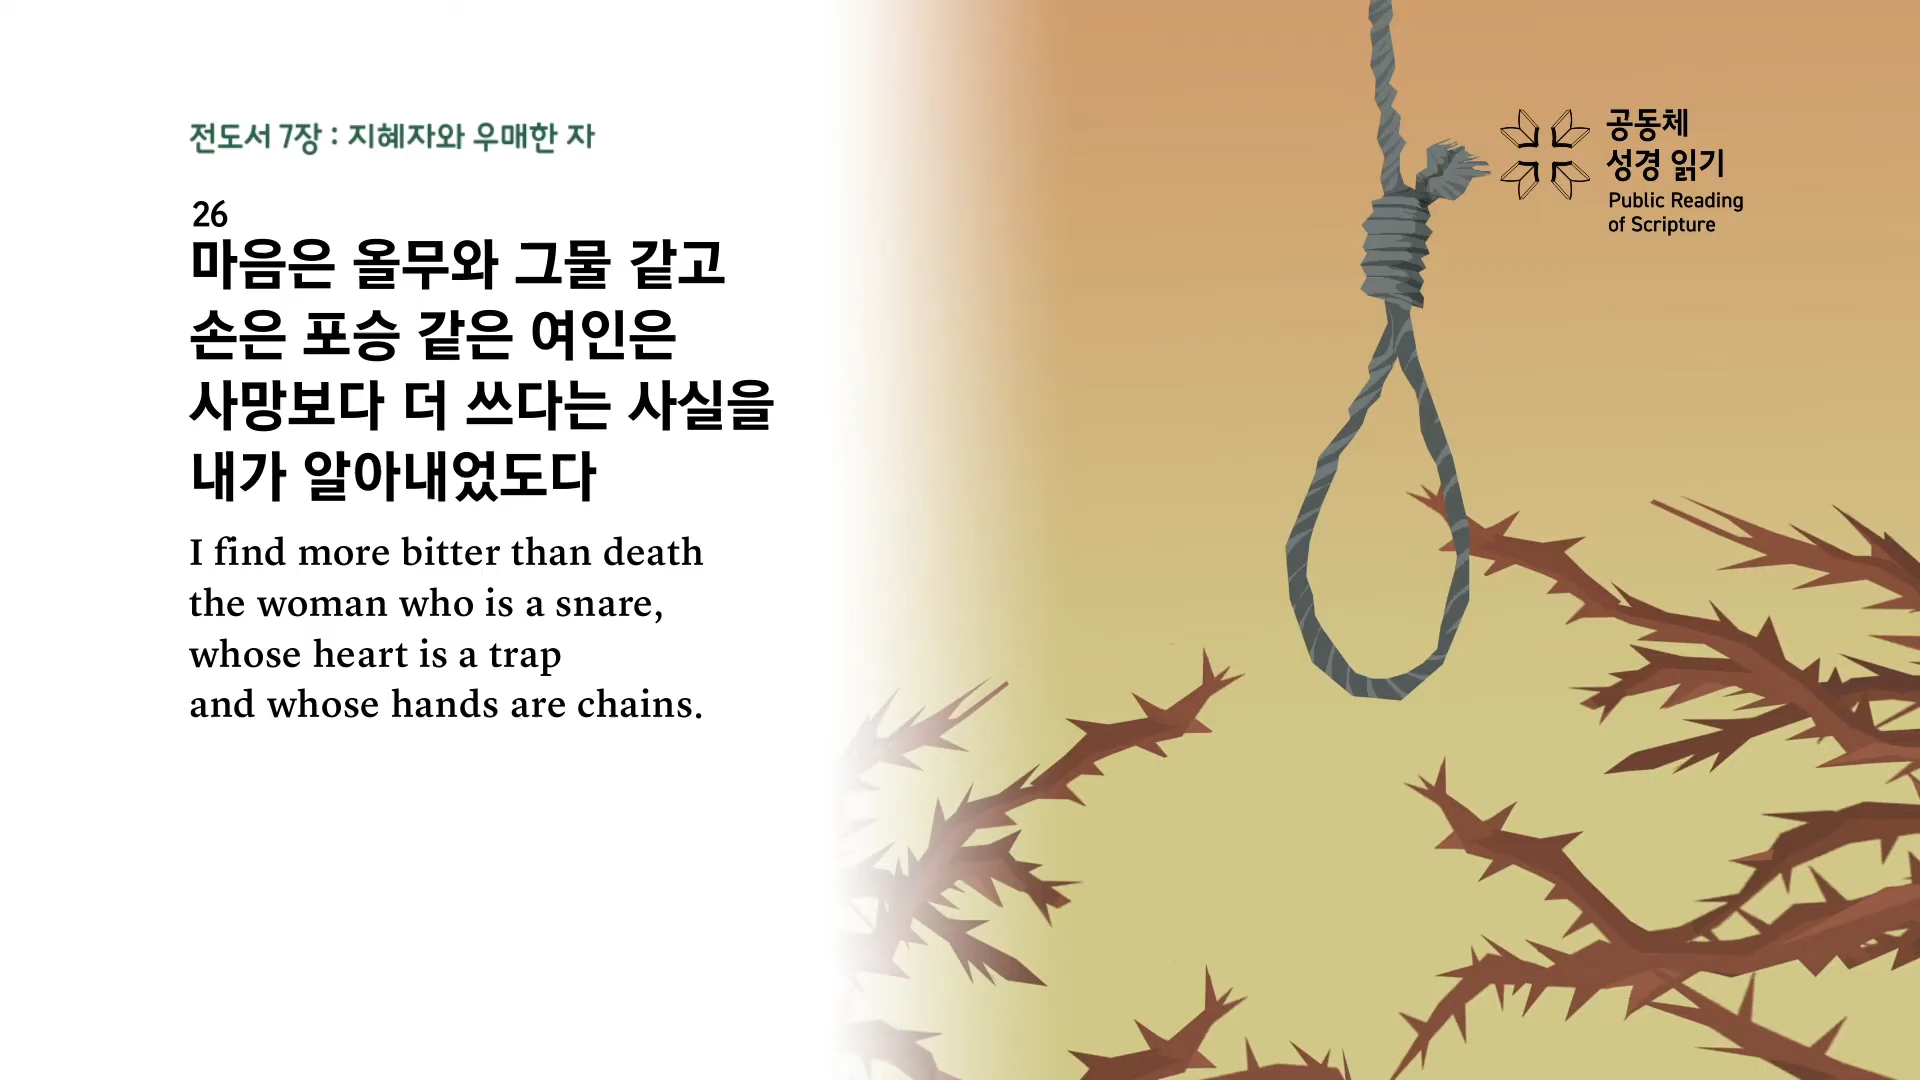 전도서 7장 : 지혜자와 우매한 자
26
마음은 올무와 그물 같고
손은 포승 같은 여인은
사망보다 더 쓰다는 사실을
내가 알아내었도다
I find more bitter than death
the woman who is a snare,
whose heart is a trap
and whose hands are chains.
공동체
성경 읽기
Public Reading
of Scripture